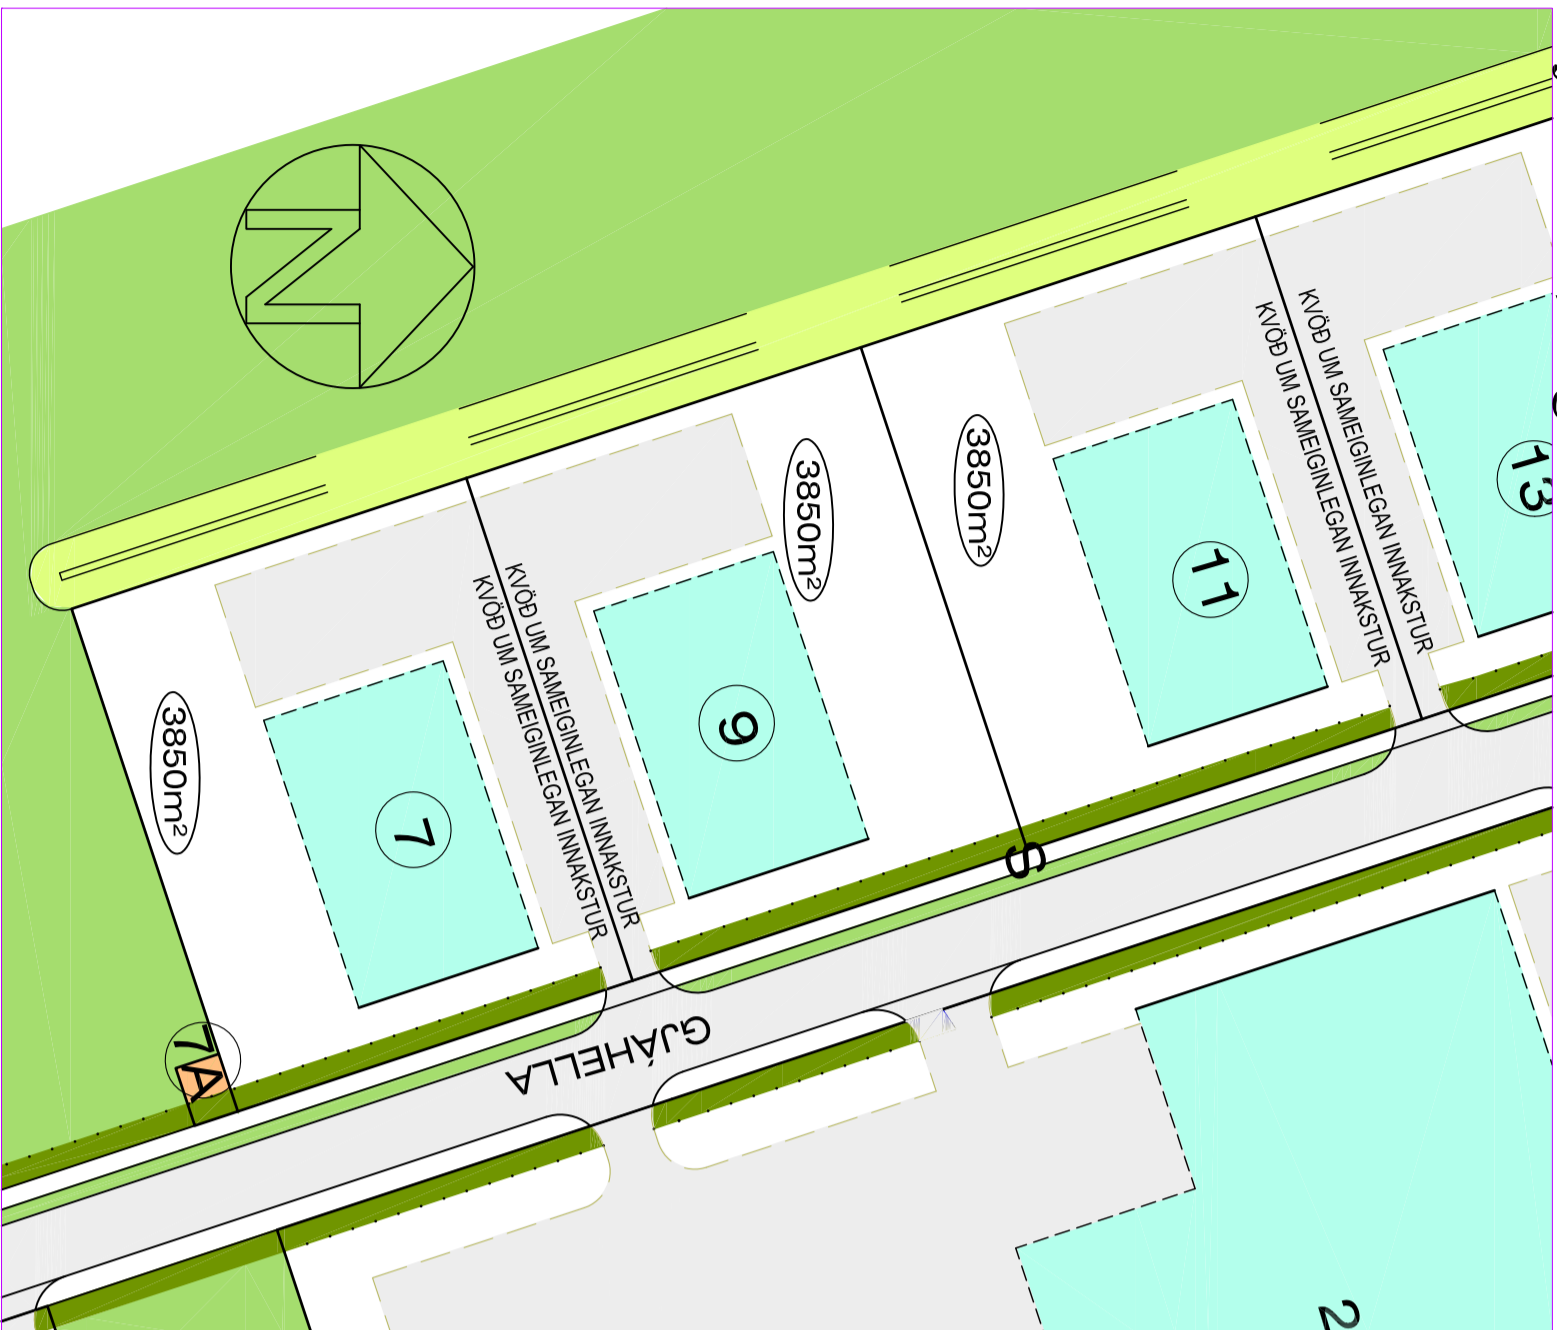 N
3850m²
3850m²
3850m²
KVÖÐ UM SAMEIGINLEGAN INNAKSTUR
KVÖÐ UM SAMEIGINLEGAN INNAKSTUR
KVÖÐ UM SAMEIGINLEGAN INNAKSTUR
KVÖÐ UM SAMEIGINLEGAN INNAKSTUR
13
11
9
7
S
7A
GJÁHELLA
2